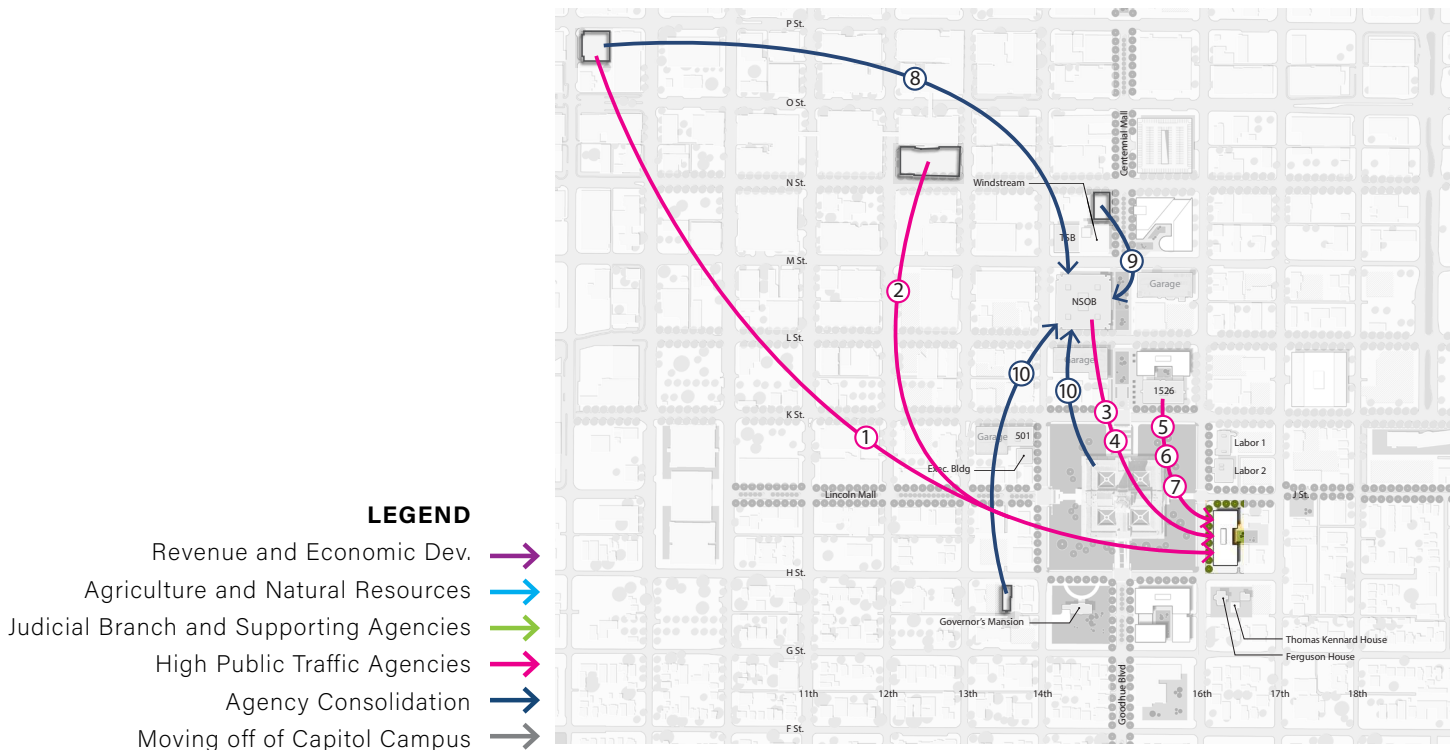 LEGEND
Revenue and Economic Dev.
Agriculture and Natural Resources
Judicial Branch and Supporting Agencies
High Public Traffic Agencies
Agency Consolidation
Moving off of Capitol Campus
P St.
8
O St.
Centennial Mall
N St.
Windstream
TSB
M St.
9
Garage
2
NSOB
L St.
Garage
10
10
1526
K St.
3
5
1
4
Garage 501
Labor 1
6
Exec. Bldg
Labor 2
7
Lincoln Mall
J St.
H St.
Governor's Mansion
Thomas Kennard House
Ferguson House
G St.
11th
12th
13th
14th
Goodhue Blvd
16th
17th
18th
F St.